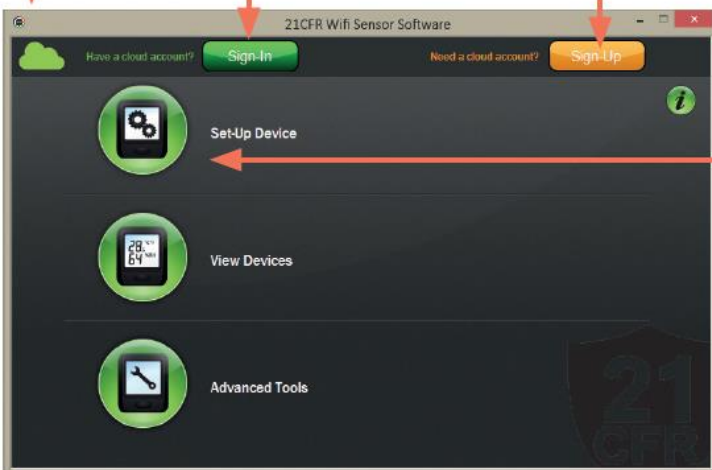 21CFR Wifi Sensor Software
Have a cloud account? Sign-In Need a cloud account? Sign-Up
i
Set-Up Device
28.
64
View Devices
Advanced Tools
21
CFR